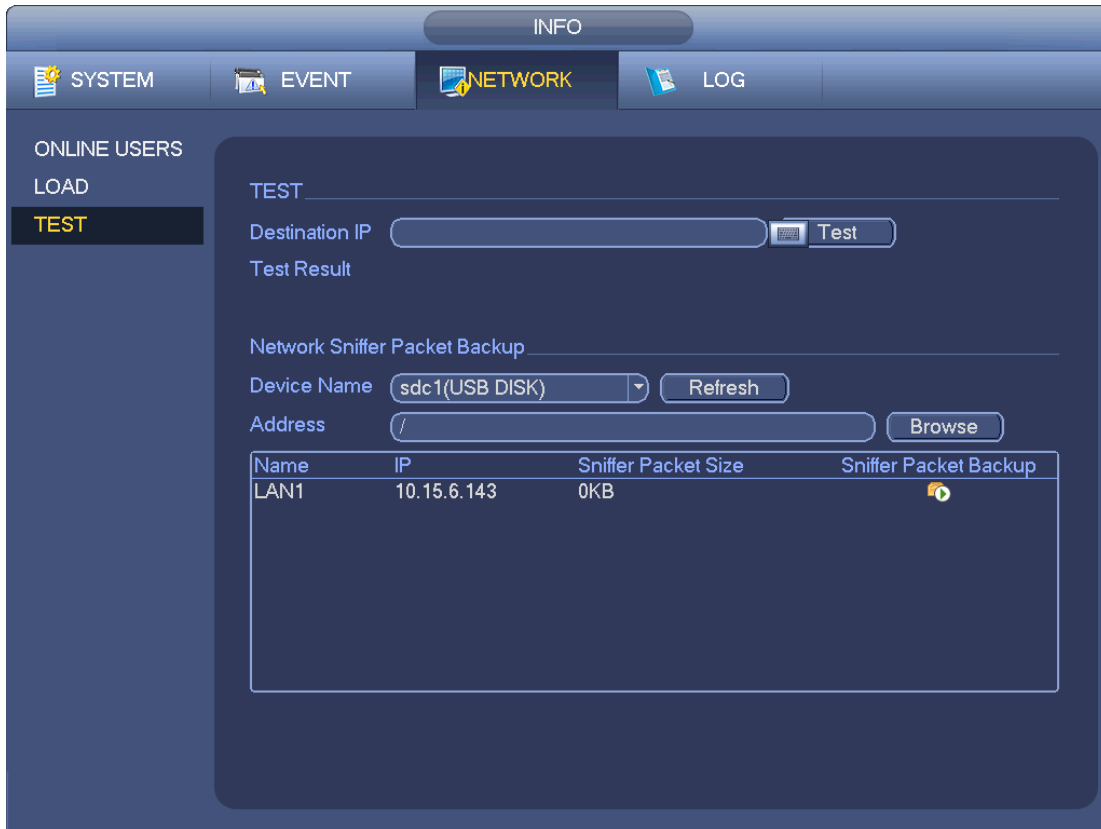 INFO
SYSTEM EVENT NETWORK LOG
ONLINE USERS
LOAD
TEST
TEST
Destination IP Test
Test Result
Network Sniffer Packet Backup
Device Name sdc1(USB DISK) Refresh
Address / Browse
Name IP Sniffer Packet Size Sniffer Packet Backup
LAN1 10.15.6.143 0KB